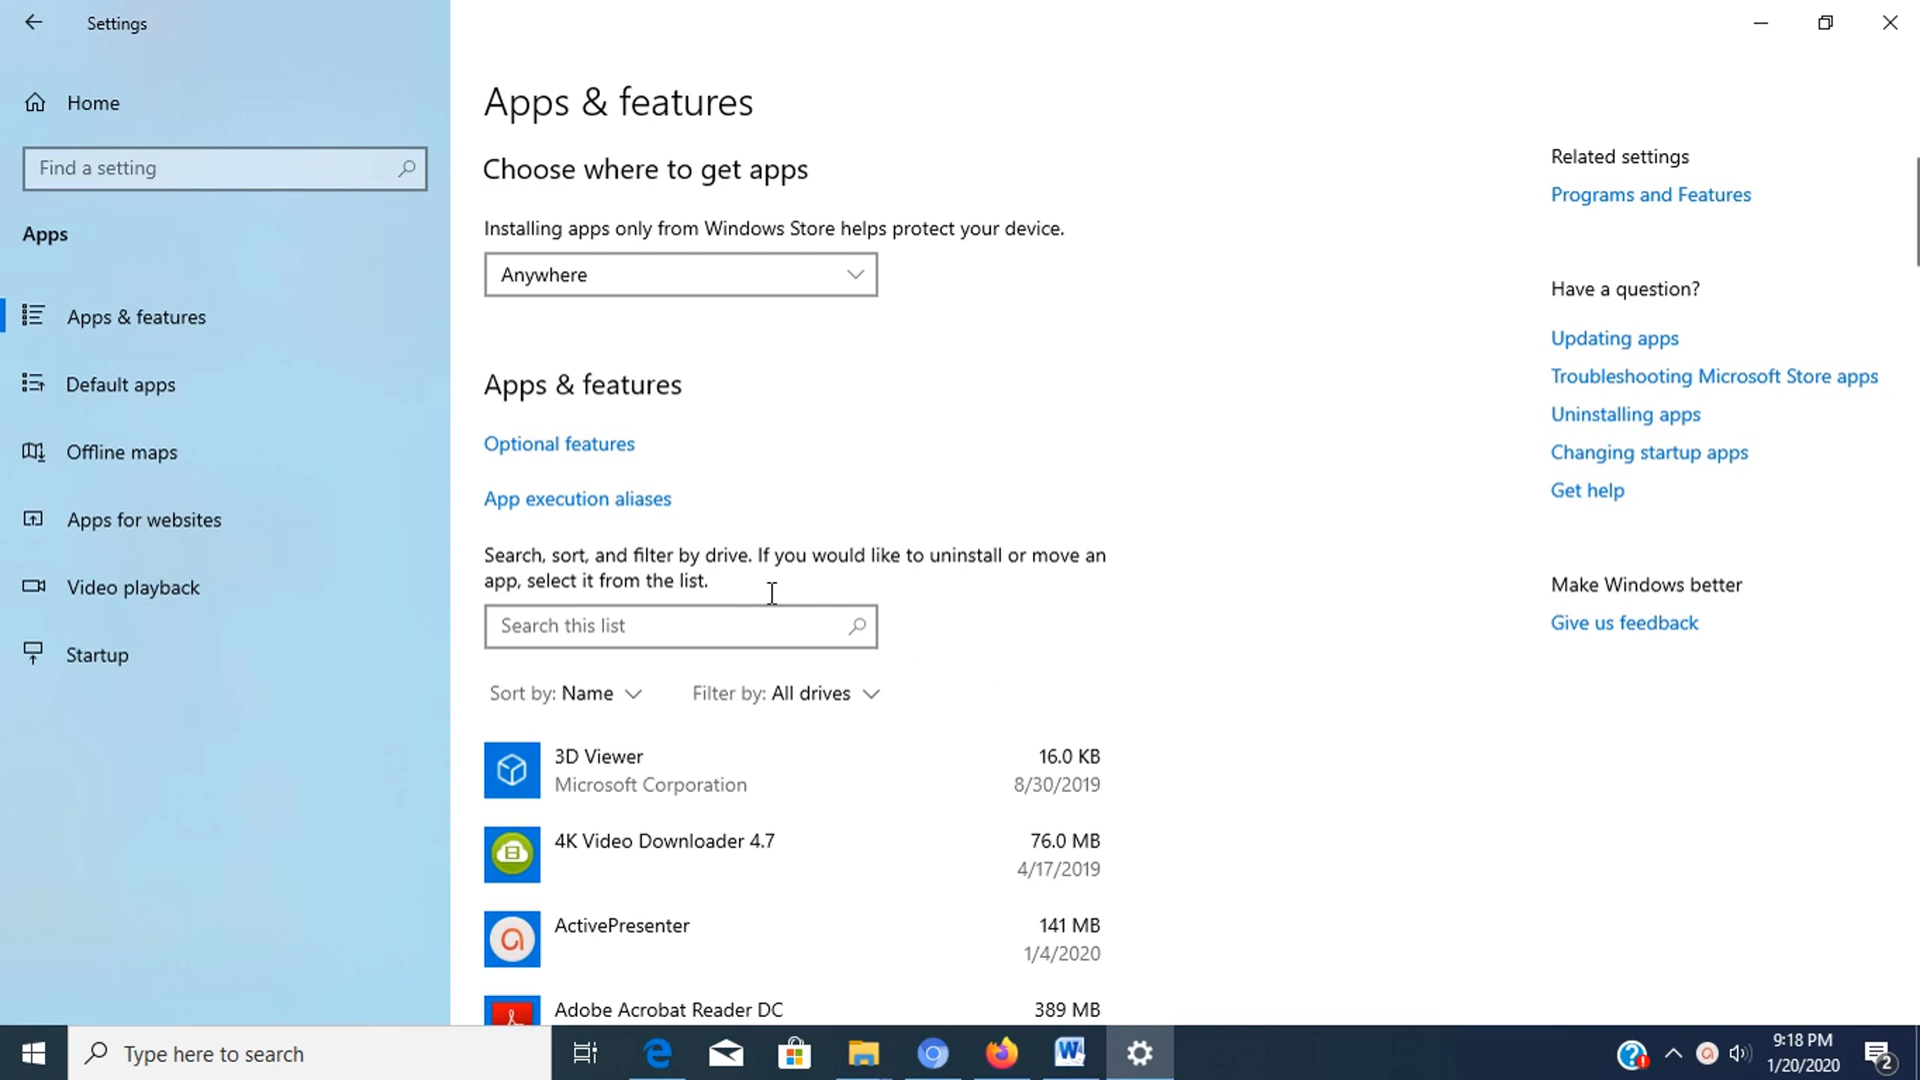 Settings
Home
Find a setting
Apps
Apps & features
Default apps
Offline maps
Apps for websites
Video playback
Startup
Apps & features
Choose where to get apps
Installing apps only from Windows Store helps protect your device.
Anywhere
Apps & features
Optional features
App execution aliases
Search, sort, and filter by drive. If you would like to uninstall or move an
app, select it from the list.
Search this list
Sort by: Name Filter by: All drives
3D Viewer 16.0 KB
Microsoft Corporation 8/30/2019
4K Video Downloader 4.7 76.0 MB
4/17/2019
ActivePresenter 141 MB
1/4/2020
Adobe Acrobat Reader DC 389 MB
Related settings
Programs and Features
Have a question?
Updating apps
Troubleshooting Microsoft Store apps
Uninstalling apps
Changing startup apps
Get help
Make Windows better
Give us feedback
Type here to search
9:18 PM
1/20/2020
2